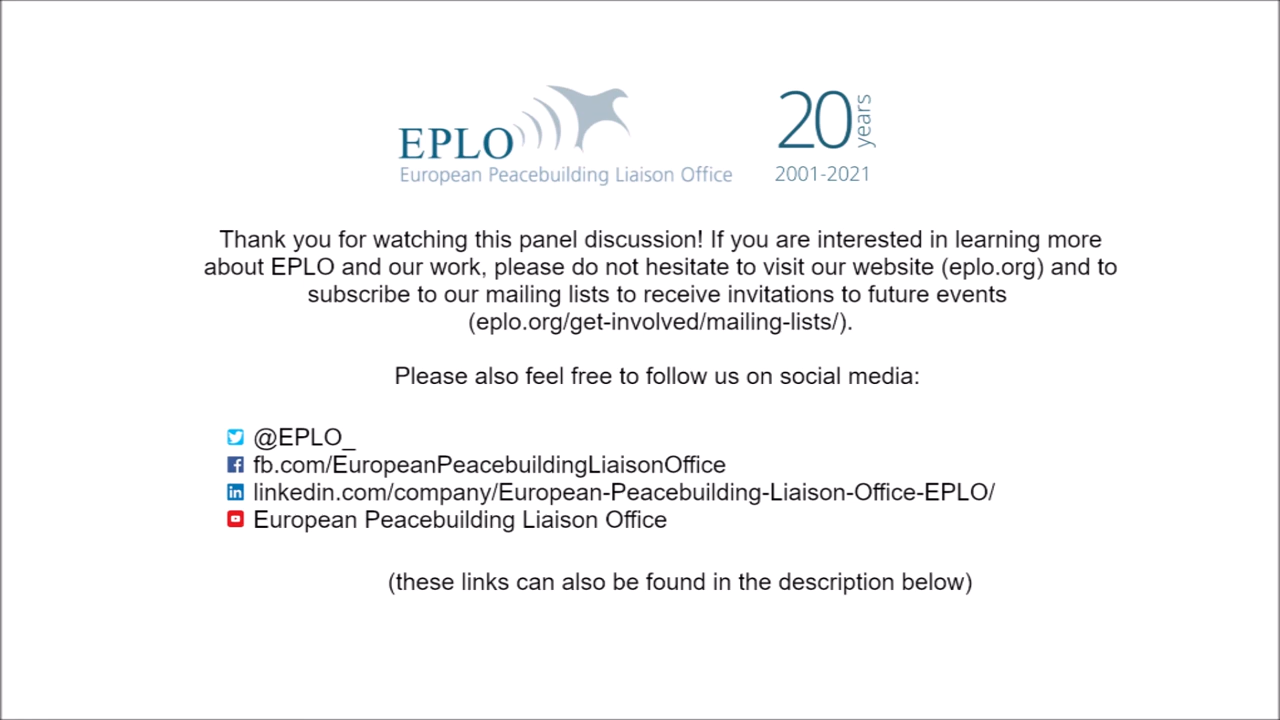 EPLO
European Peacebuilding Liaison Office
20 years
2001-2021
Thank you for watching this panel discussion! If you are interested in learning more
about EPLO and our work, please do not hesitate to visit our website (eplo.org) and to
subscribe to our mailing lists to receive invitations to future events
(eplo.org/get-involved/mailing-lists/).
Please also feel free to follow us on social media:
@EPLO_
fb.com/EuropeanPeacebuildingLiaisonOffice
linkedin.com/company/European-Peacebuilding-Liaison-Office-EPLO/
European Peacebuilding Liaison Office
(these links can also be found in the description below)